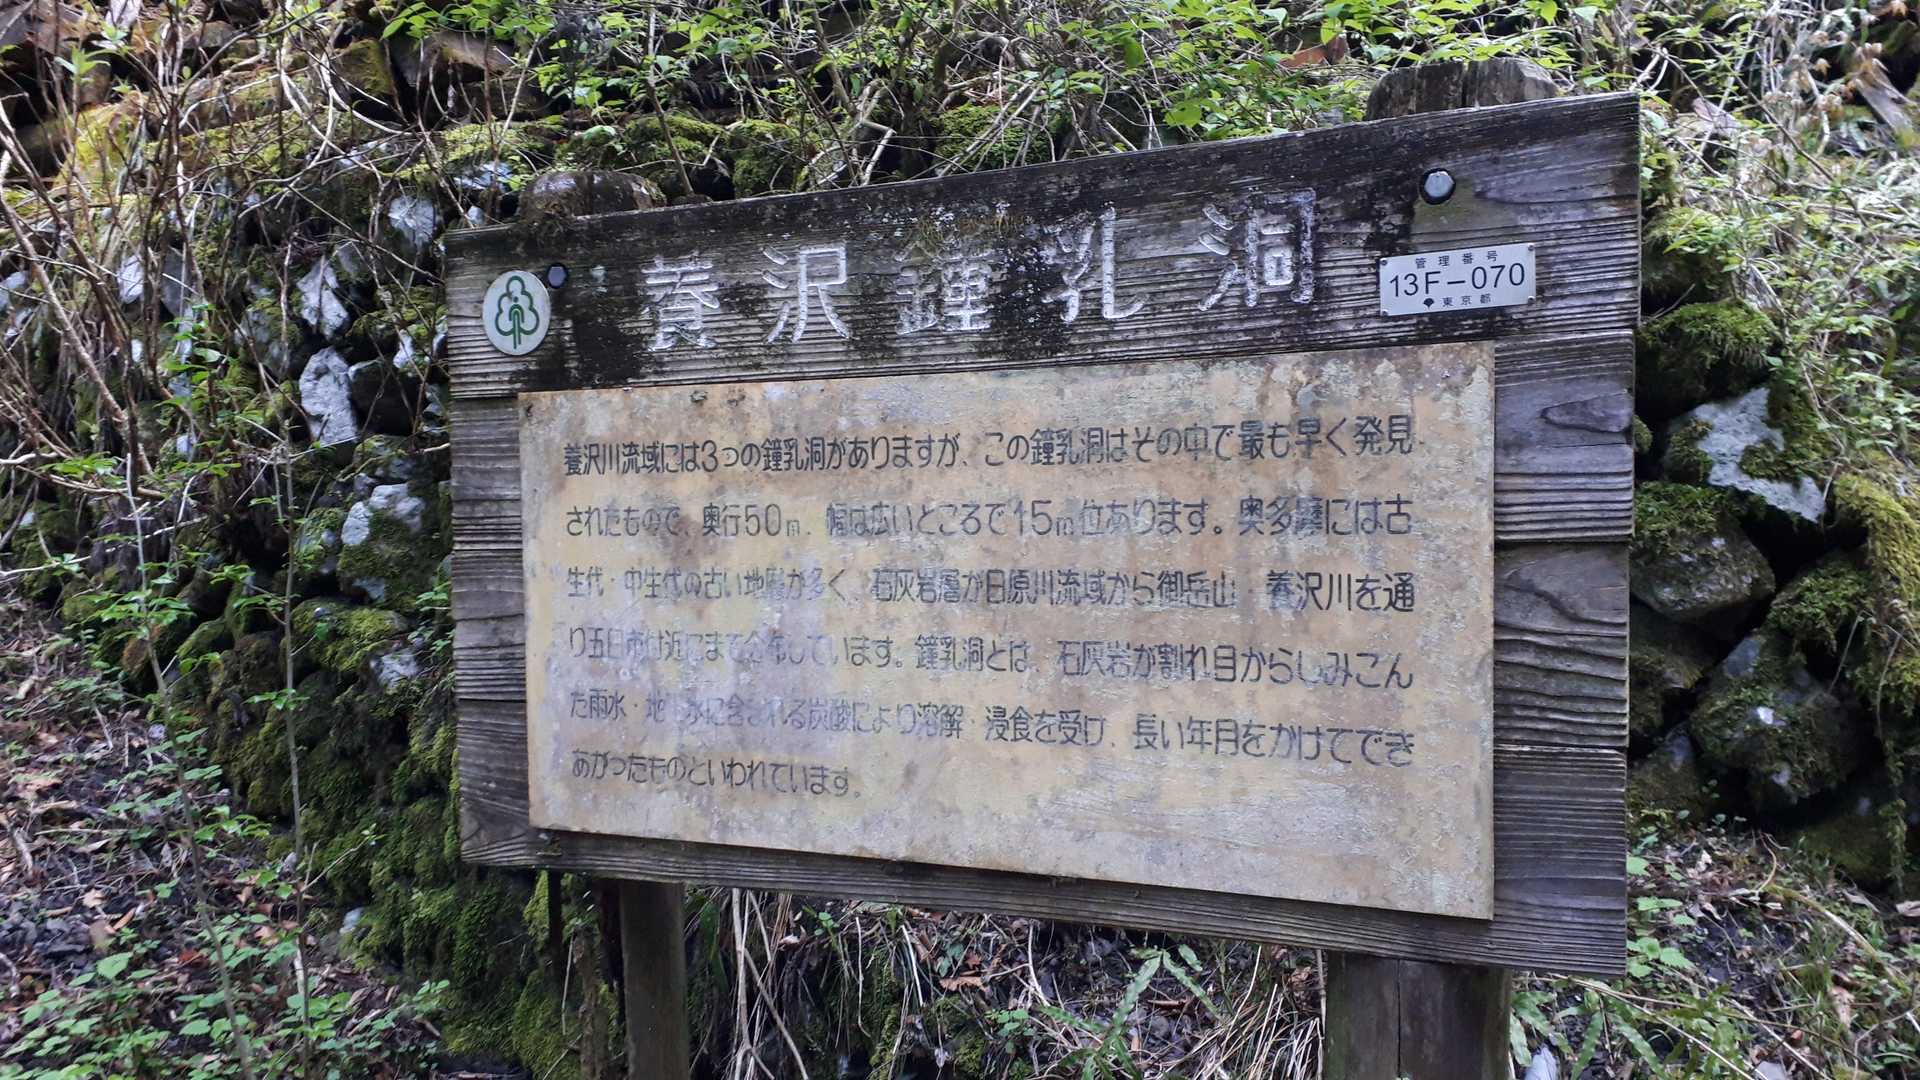 養沢鐘乳洞
管理番号
13F-070
東京都
養沢川流域には3つの鐘乳洞がありますが、この鐘乳洞はその中で最も早く発見
されたもので、奥行50m、幅は広いところで15m位あります。奥多摩には古
生代・中生代の古い地層が多く、石灰岩層が日原川流域から御岳山・養沢川を通
り五日市付近にまで分布しています。鐘乳洞とは、石灰岩が割れ目からしみこん
だ雨水・地下水に含まれる炭酸により溶解・浸食を受け、長い年月をかけてでき
あがったものといわれています。